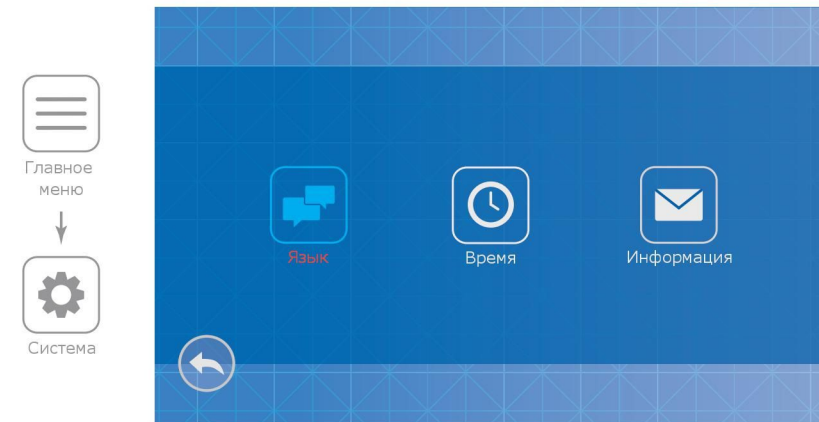 Главное
меню
Система
Язык
Время
Информация